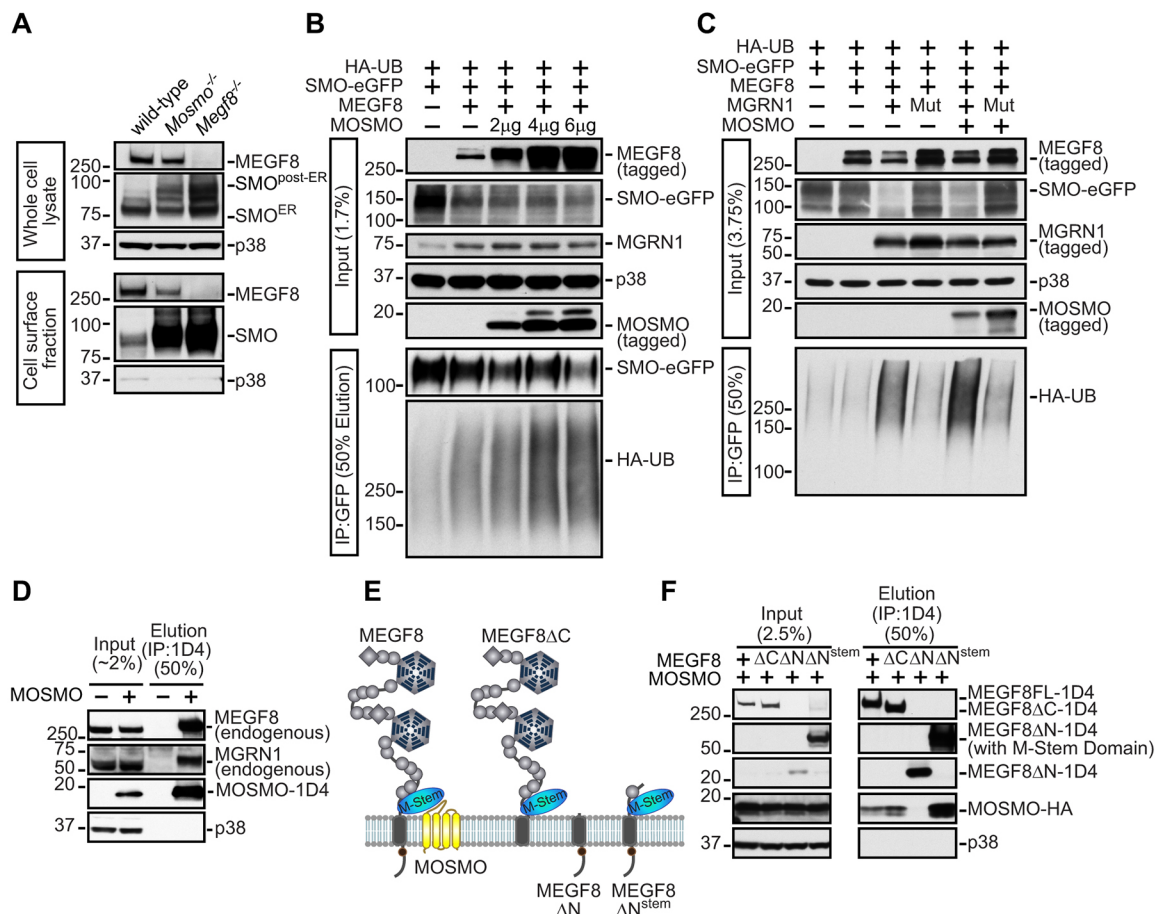 A
wild-type
Mosmo-/-
Megf8-/-
Whole cell
lysate
250
100
75
37
MEGF8
SMOpost-ER
SMOER
p38
Cell surface
fraction
250
100
75
37
MEGF8
SMO
p38
B
HA-UB + + + + +
SMO-eGFP + + + + +
MEGF8 − + + + +
MOSMO − − 2μg 4μg 6μg
Input (1.7%)
250
150
100
75
37
20
MEGF8
(tagged)
SMO-eGFP
MGRN1
p38
MOSMO
(tagged)
IP:GFP (50% Elution)
100
250
150
SMO-eGFP
HA-UB
C
HA-UB + + + + + +
SMO-eGFP + + + + + +
MEGF8 − + + + + +
MGRN1 − − + Mut + Mut
MOSMO − − − − + +
Input (3.75%)
250
150
100
75
50
37
20
MEGF8
(tagged)
SMO-eGFP
MGRN1
(tagged)
p38
MOSMO
(tagged)
IP:GFP (50%)
250
150
100
HA-UB
D
Input
(~2%)
Elution
(IP:1D4)
(50%)
MOSMO − + − +
250
75
50
20
37
MEGF8
(endogenous)
MGRN1
(endogenous)
MOSMO-1D4
p38
E
MEGF8
MEGF8ΔC
M-Stem
M-Stem
M-Stem
MOSMO
MEGF8
ΔN
MEGF8
ΔNstem
F
Input
(2.5%)
Elution
(IP:1D4)
(50%)
MEGF8 + ΔC ΔN ΔNstem + ΔC ΔN ΔNstem
MOSMO + + + + + + + +
250
50
20
20
37
MEGF8FL-1D4
MEGF8ΔC-1D4
MEGF8ΔN-1D4
(with M-Stem Domain)
MEGF8ΔN-1D4
MOSMO-HA
p38